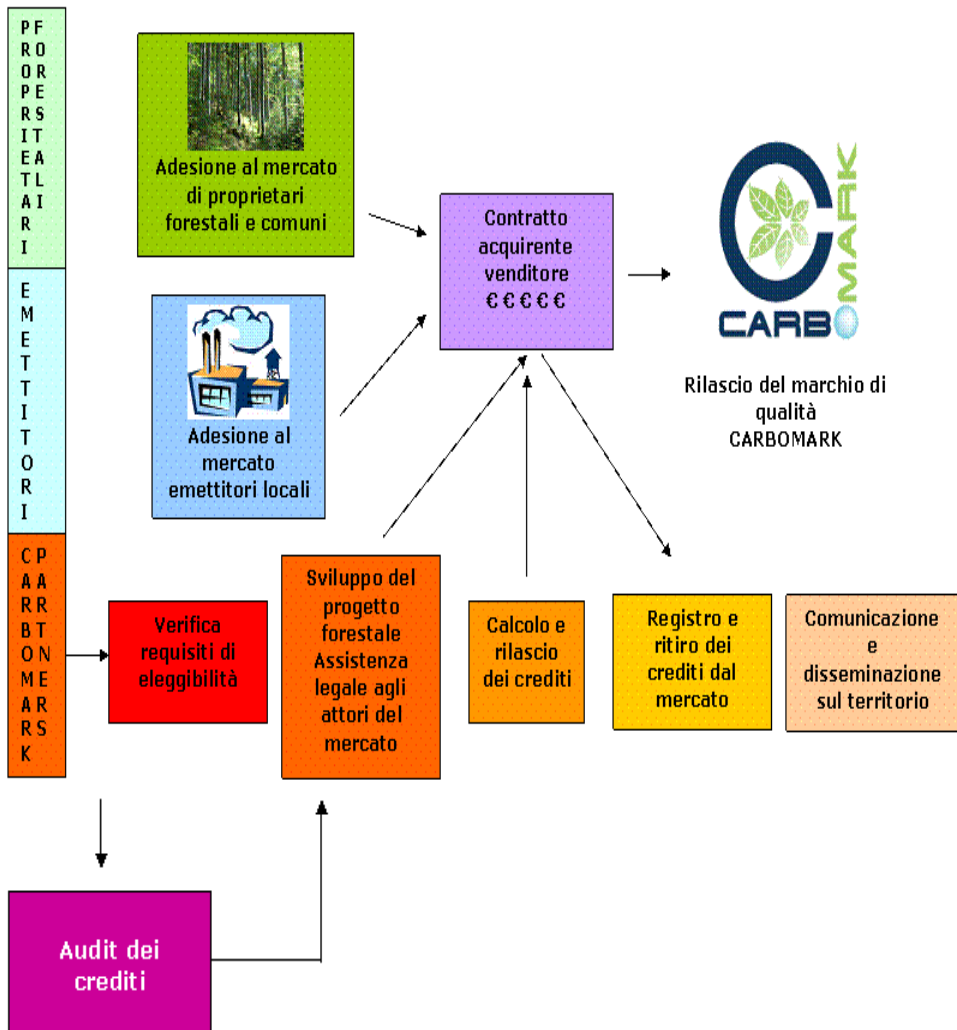 PROPRIETARI
FORESTALI
EMETTITORI
CARBOMARK
PARTNERS
Adesione al mercato
di proprietari
forestali e comuni
Adesione al
mercato
emettitori locali
Contratto
acquirente
venditore
€ € € € €
CARBOMARK
Rilascio del marchio di
qualità
CARBOMARK
Verifica
requisiti di
eleggibilità
Sviluppo del
progetto
forestale
Assistenza
legale agli
attori del
mercato
Calcolo e
rilascio
dei crediti
Registro e
ritiro dei
crediti dal
mercato
Comunicazione
e
disseminazione
sul territorio
Audit dei
crediti